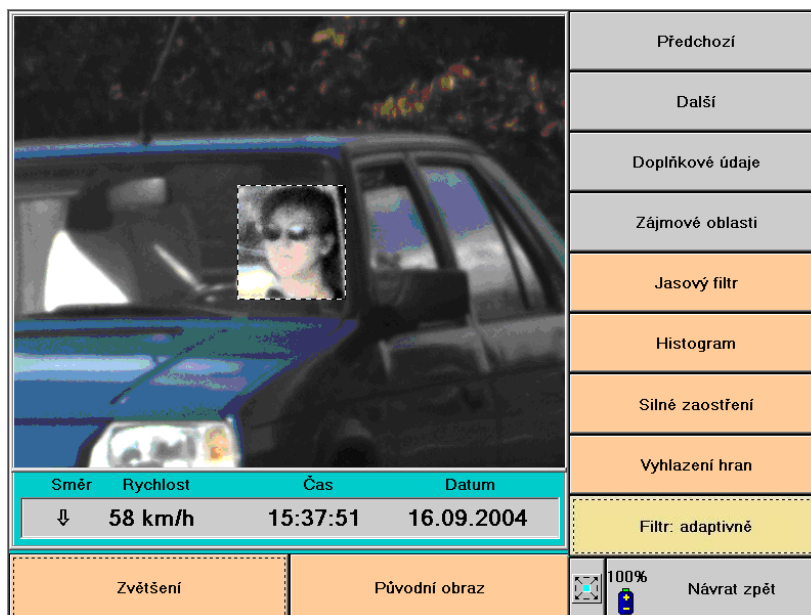 Předchozí
Další
Doplňkové údaje
Zájmové oblasti
Jasový filtr
Histogram
Silné zaostření
Vyhlazení hran
Filtr: adaptivně
Směr Rychlost Čas Datum
⇩ 58 km/h 15:37:51 16.09.2004
Zvětšení Původní obraz 100% Návrat zpět